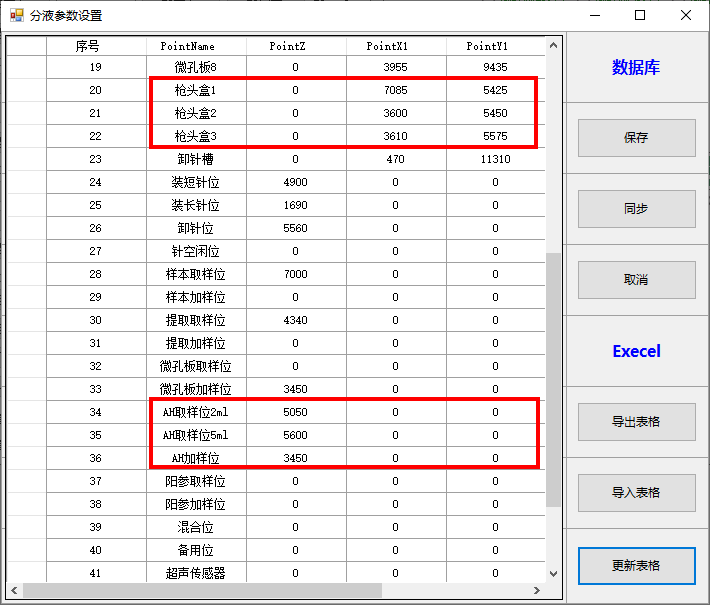 分液参数设置
序号 PointName PointZ PointX1 PointY1
19 微孔板8 0 3955 9435
20 枪头盒1 0 7085 5425
21 枪头盒2 0 3600 5450
22 枪头盒3 0 3610 5575
23 卸针槽 0 470 11310
24 装短针位 4900 0 0
25 装长针位 1690 0 0
26 卸针位 5560 0 0
27 针空闲位 0 0 0
28 样本取样位 7000 0 0
29 样本加样位 0 0 0
30 提取取样位 4340 0 0
31 提取加样位 0 0 0
32 微孔板取样位 0 0 0
33 微孔板加样位 3450 0 0
34 AH取样位2ml 5050 0 0
35 AH取样位5ml 5600 0 0
36 AH加样位 3450 0 0
37 阳参取样位 0 0 0
38 阳参加样位 0 0 0
39 混合位 0 0 0
40 备用位 0 0 0
41 超声传感器 0 0 0
数据库
保存
同步
取消
Execel
导出表格
导入表格
更新表格